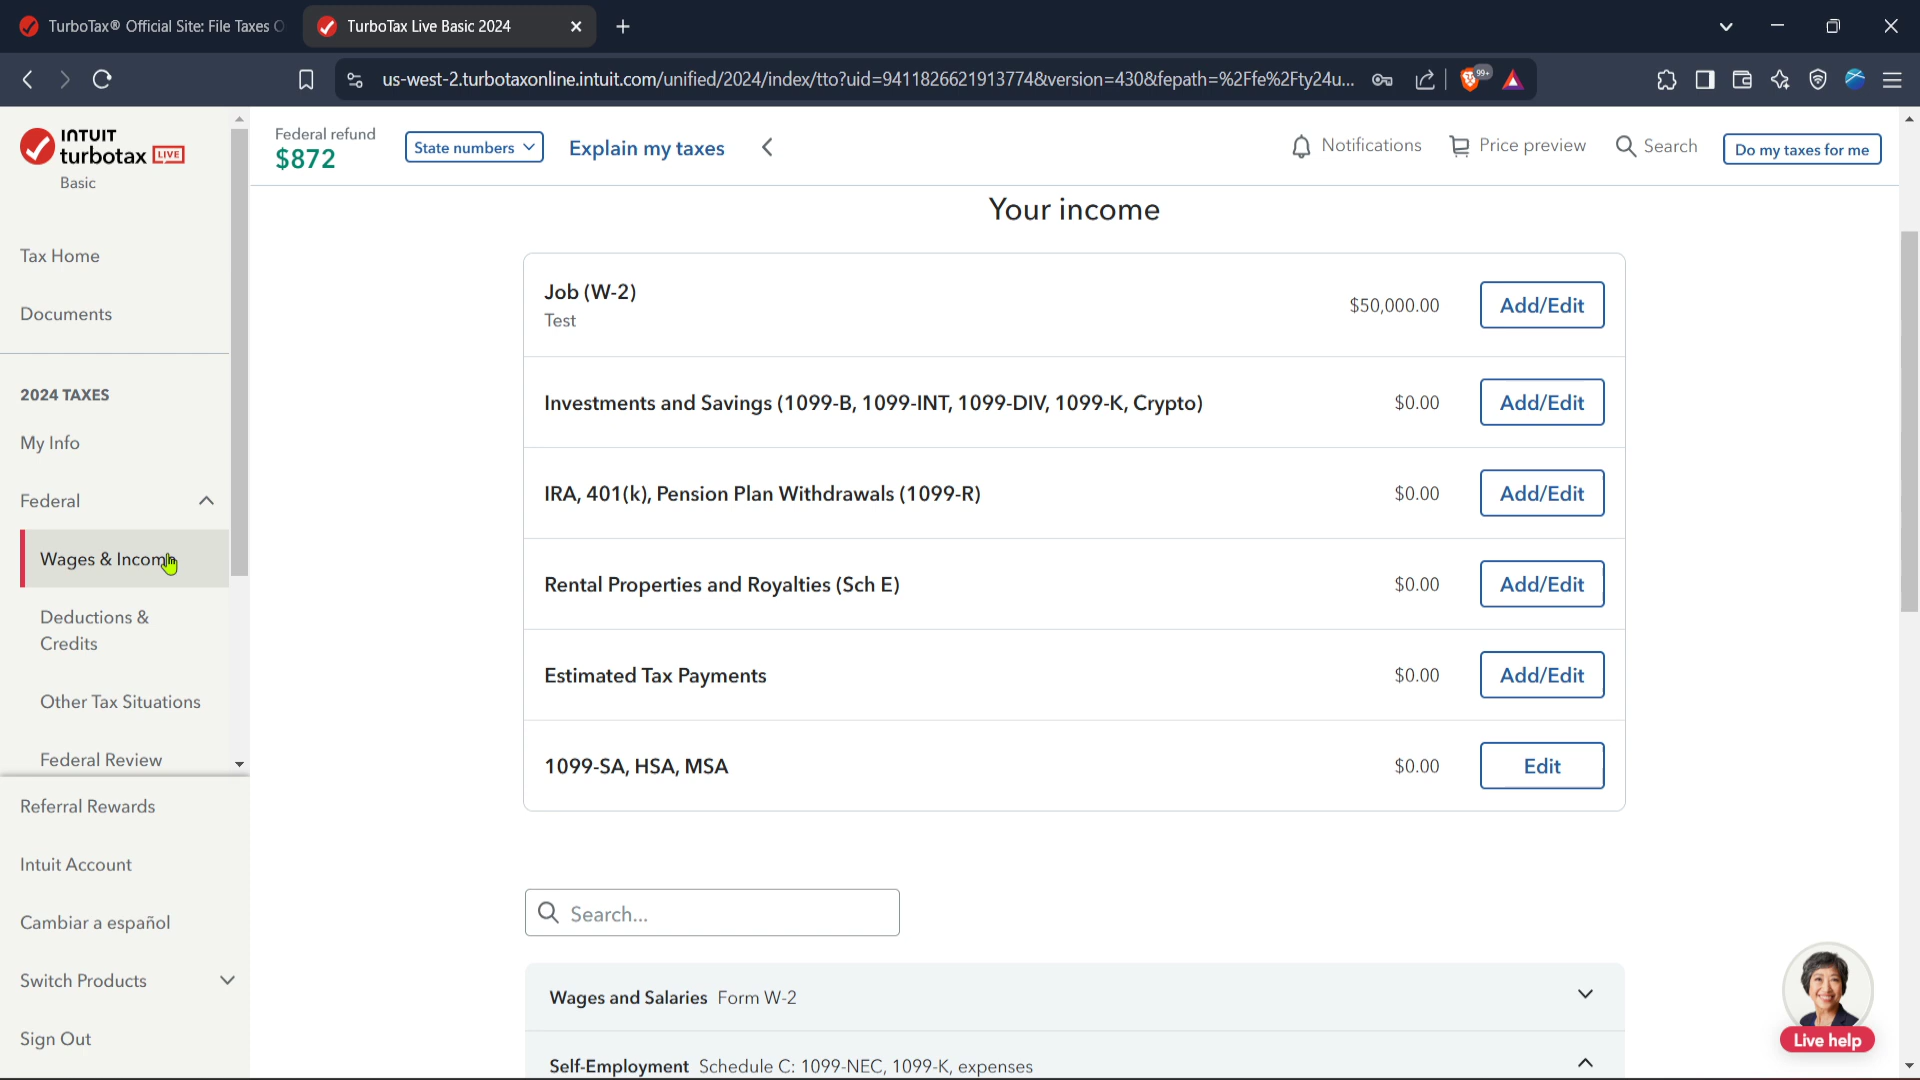 TurboTax® Official Site: File Taxes O
TurboTax Live Basic 2024
us-west-2.turbotaxonline.intuit.com/unified/2024/index/tto?uid=9411826621913774&version=430&fepath=%2Ffe%2Fty24u...
99+
INTUIT
turbotax LIVE
Basic
Federal refund
$872
State numbers
Explain my taxes
Notifications
Price preview
Search
Do my taxes for me
Tax Home
Documents
2024 TAXES
My Info
Federal
Wages & Income
Deductions &
Credits
Other Tax Situations
Federal Review
Referral Rewards
Intuit Account
Cambiar a español
Switch Products
Sign Out
Your income
Job (W-2)
Test
$50,000.00
Add/Edit
Investments and Savings (1099-B, 1099-INT, 1099-DIV, 1099-K, Crypto)
$0.00
Add/Edit
IRA, 401(k), Pension Plan Withdrawals (1099-R)
$0.00
Add/Edit
Rental Properties and Royalties (Sch E)
$0.00
Add/Edit
Estimated Tax Payments
$0.00
Add/Edit
1099-SA, HSA, MSA
$0.00
Edit
Search...
Wages and Salaries Form W-2
Self-Employment Schedule C: 1099-NEC, 1099-K, expenses
Live help